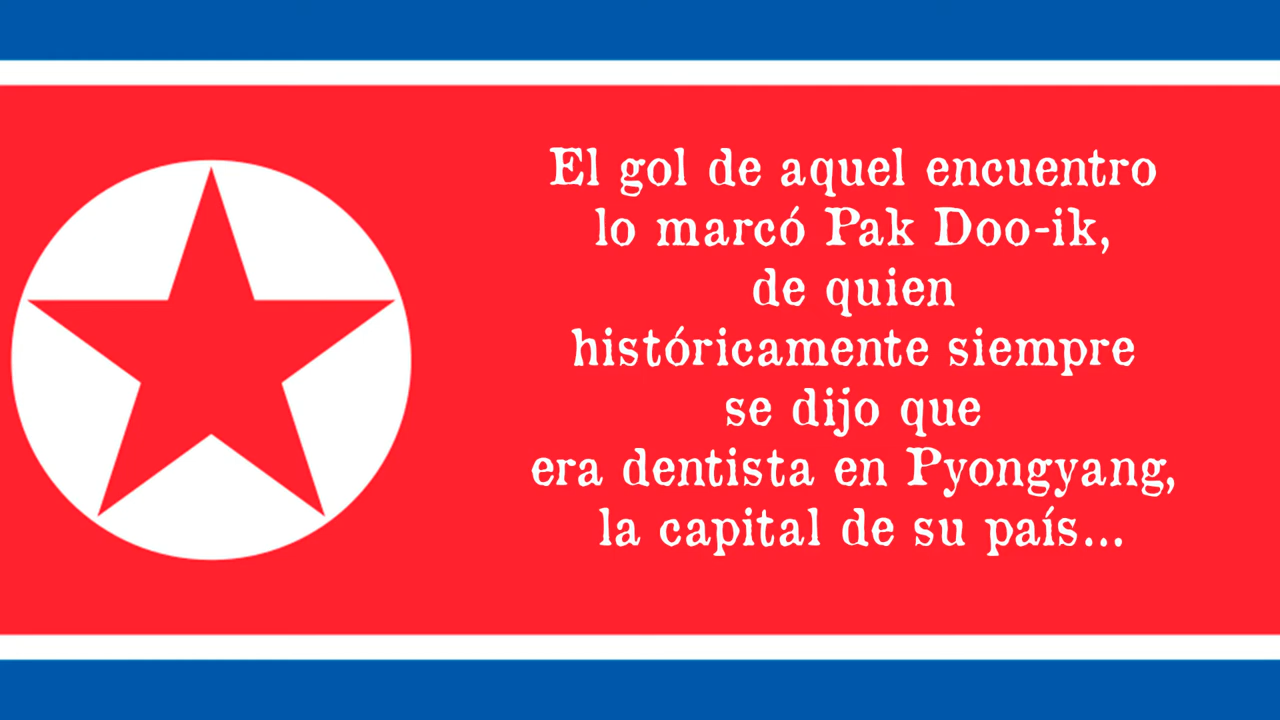 El gol de aquel encuentro
lo marcó Pak Doo-ik,
de quien
históricamente siempre
se dijo que
era dentista en Pyongyang,
la capital de su país...